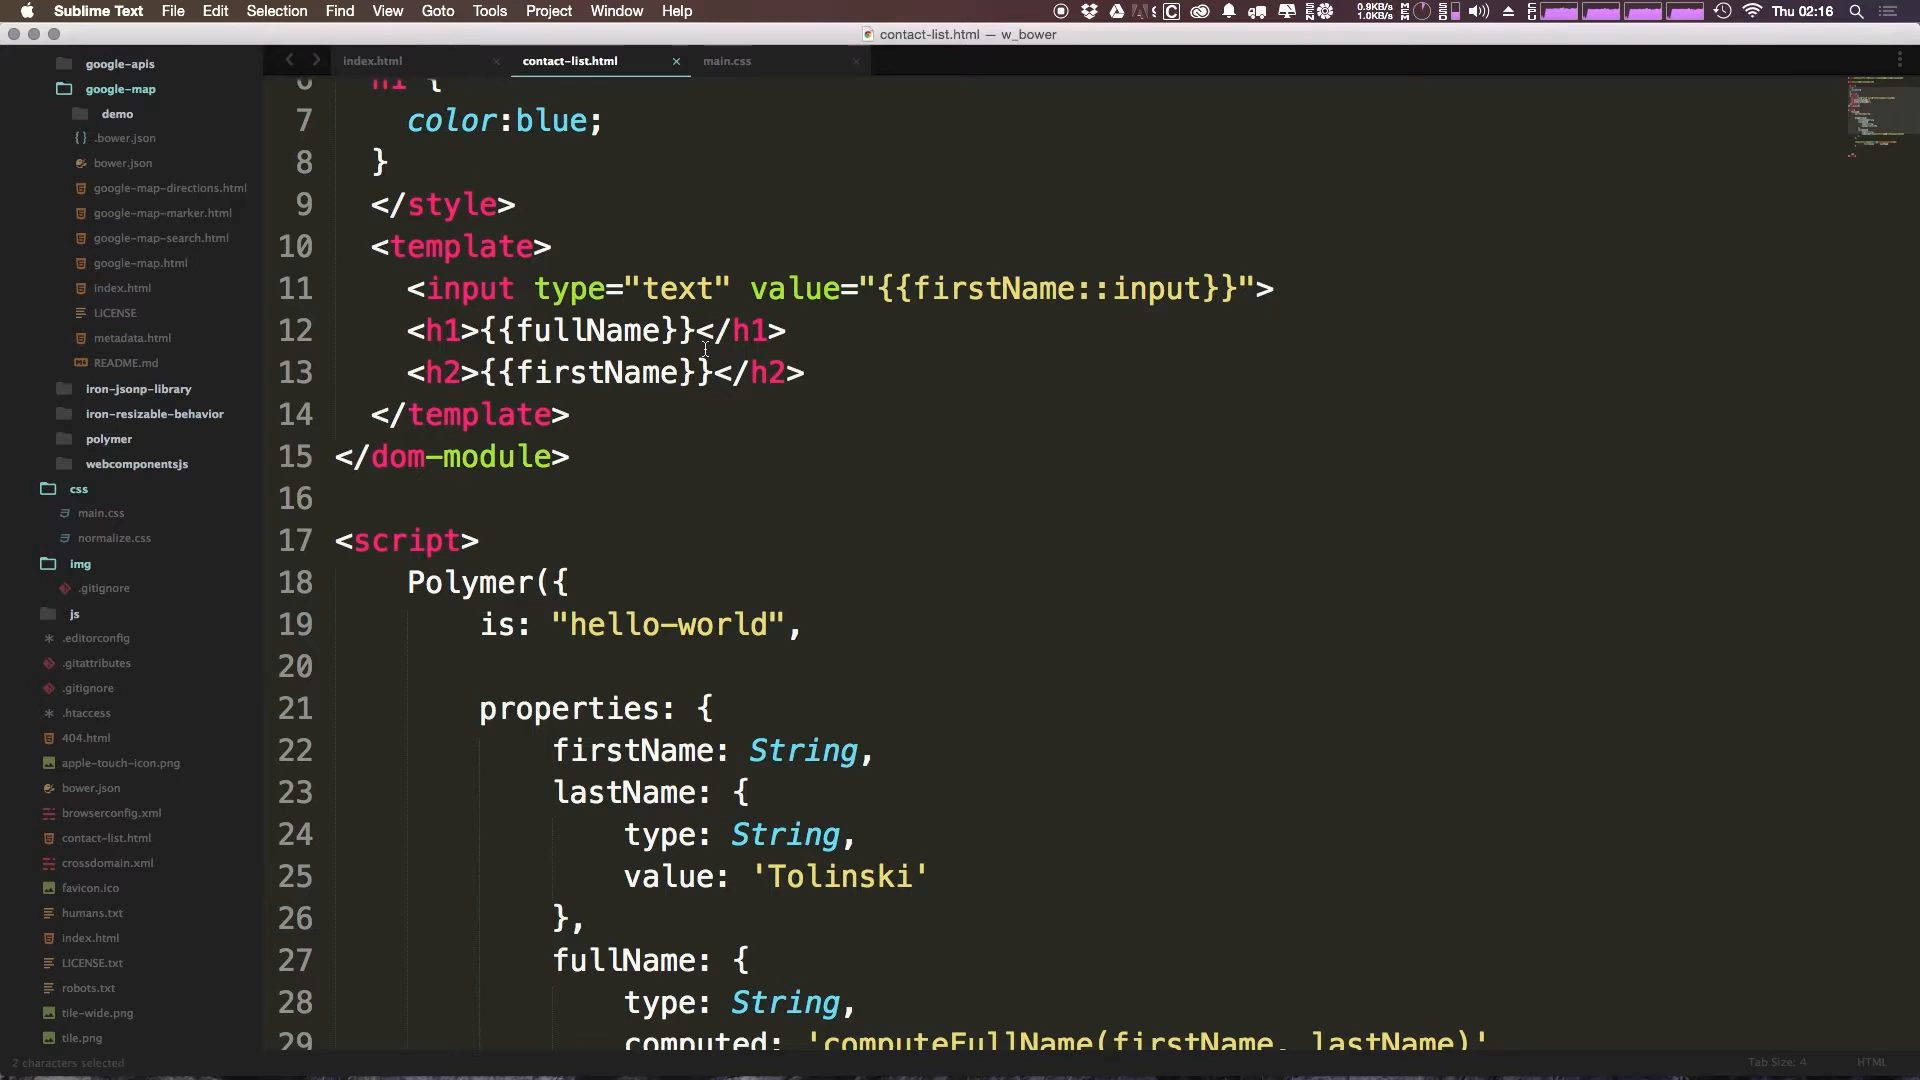 Sublime Text File Edit Selection Find View Goto Tools Project Window Help
0.9KB/s
1.0KB/s
Thu 02:16
contact-list.html — w_bower
index.html
contact-list.html
main.css
google-apis
google-map
demo
.bower.json
bower.json
google-map-directions.html
google-map-marker.html
google-map-search.html
google-map.html
index.html
LICENSE
metadata.html
README.md
iron-jsonp-library
iron-resizable-behavior
polymer
webcomponentsjs
css
main.css
normalize.css
img
.gitignore
js
.editorconfig
.gitattributes
.gitignore
.htaccess
404.html
apple-touch-icon.png
bower.json
browserconfig.xml
contact-list.html
crossdomain.xml
favicon.ico
humans.txt
index.html
LICENSE.txt
robots.txt
tile-wide.png
tile.png
6 h1 {
7 color:blue;
8 }
9 </style>
10 <template>
11 <input type="text" value="{{firstName::input}}">
12 <h1>{{fullName}}</h1>
13 <h2>{{firstName}}</h2>
14 </template>
15 </dom-module>
16
17 <script>
18 Polymer({
19 is: "hello-world",
20
21 properties: {
22 firstName: String,
23 lastName: {
24 type: String,
25 value: 'Tolinski'
26 },
27 fullName: {
28 type: String,
29 computed: 'computeFullName(firstName, lastName)'
2 characters selected
Tab Size: 4
HTML